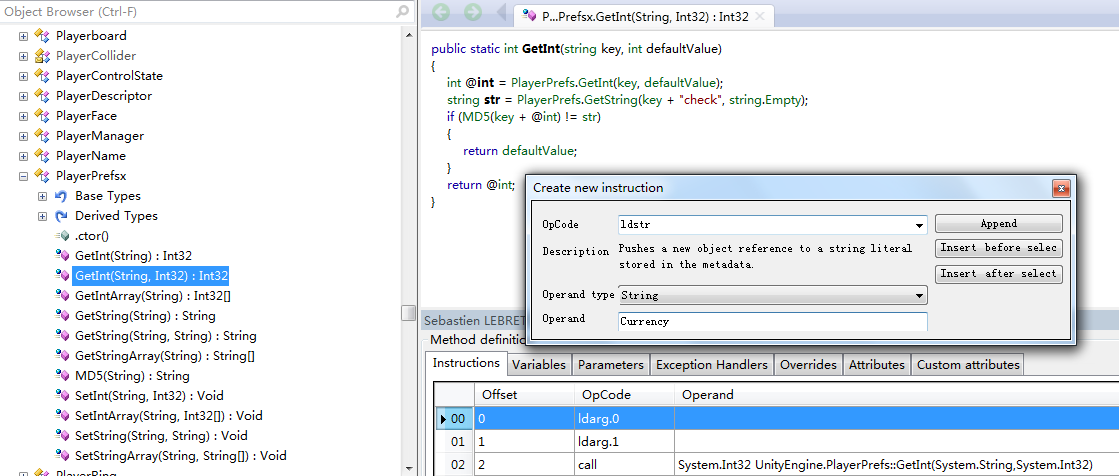 Object Browser (Ctrl-F)
Playerboard
PlayerCollider
PlayerControlState
PlayerDescriptor
PlayerFace
PlayerManager
PlayerName
PlayerPrefsx
Base Types
Derived Types
.ctor()
GetInt(String) : Int32
GetInt(String, Int32) : Int32
GetIntArray(String) : Int32[]
GetString(String) : String
GetString(String, String) : String
GetStringArray(String) : String[]
MD5(String) : String
SetInt(String, Int32) : Void
SetIntArray(String, Int32[]) : Void
SetString(String, String) : Void
SetStringArray(String, String[]) : Void
PlayerRing
P...Prefsx.GetInt(String, Int32) : Int32
public static int GetInt(string key, int defaultValue)
{
int @int = PlayerPrefs.GetInt(key, defaultValue);
string str = PlayerPrefs.GetString(key + "check", string.Empty);
if (MD5(key + @int) != str)
{
return defaultValue;
}
return @int;
}
Create new instruction
OpCode ldstr Append
Description Pushes a new object reference to a string literal
stored in the metadata.
Insert before selec
Insert after select
Operand type String
Operand Currency
Sebastien LEBRET
Method definitio
Instructions Variables Parameters Exception Handlers Overrides Attributes Custom attributes
Offset OpCode Operand
00 0 ldarg.0
01 1 ldarg.1
02 2 call System.Int32 UnityEngine.PlayerPrefs::GetInt(System.String,System.Int32)